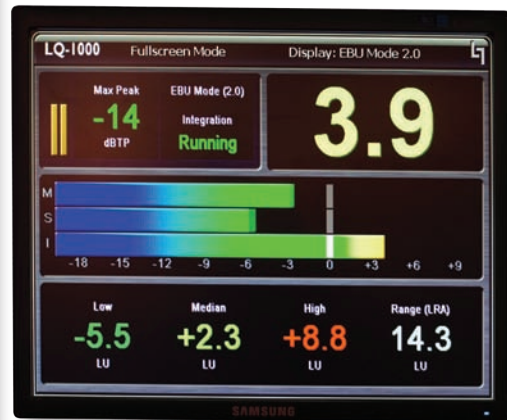 LQ-1000 Fullscreen Mode Display: EBU Mode 2.0
Max Peak EBU Mode (2.0)
-14 Integration
dBTP Running
3.9
M
S
I
-18 -15 -12 -9 -6 -3 0 +3 +6 +9
Low Median High Range (LRA)
-5.5 +2.3 +8.8 14.3
LU LU LU LU
SAMSUNG